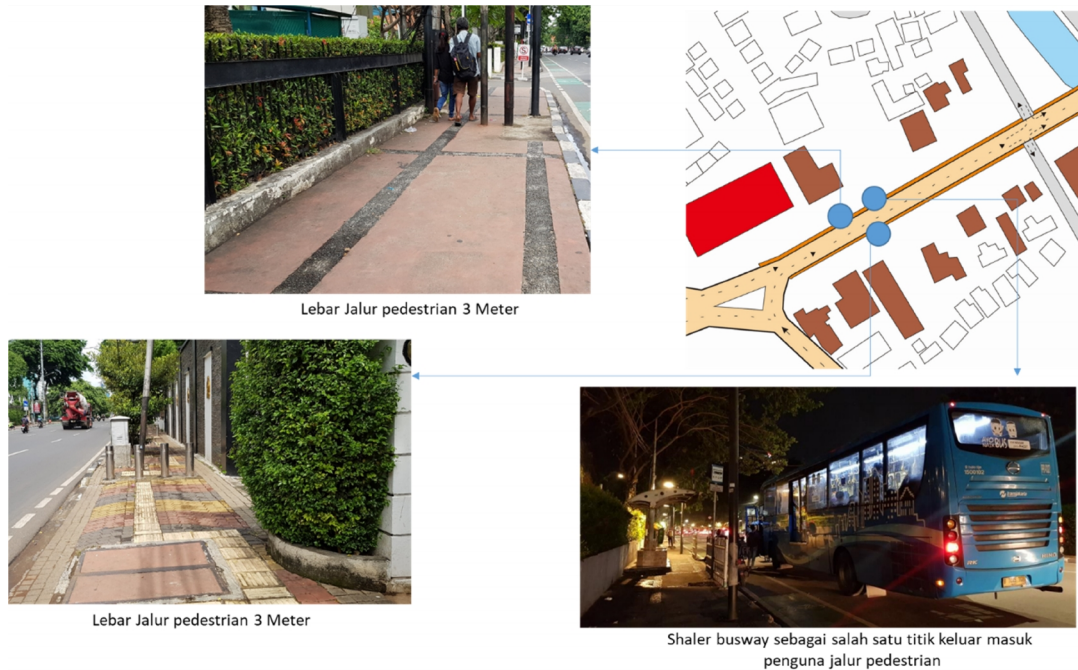 Lebar Jalur pedestrian 3 Meter
Lebar Jalur pedestrian 3 Meter
Shaler busway sebagai salah satu titik keluar masuk
penguna jalur pedestrian